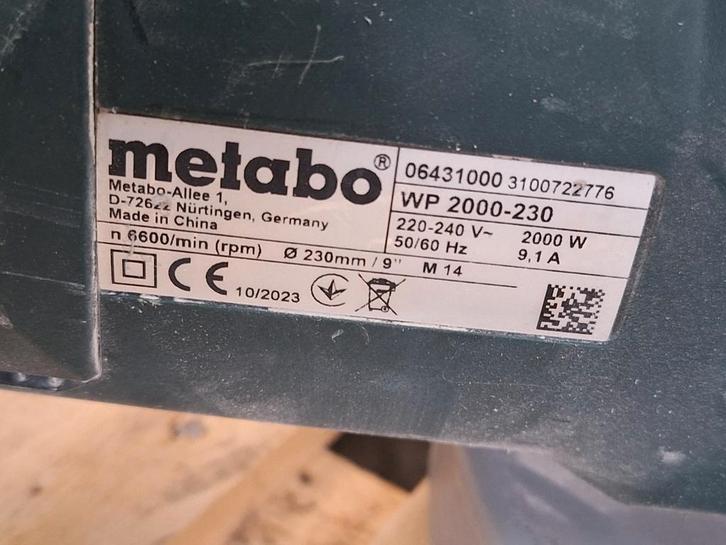 metabo®
Metabo-Allee 1,
D-72622 Nürtingen, Germany
Made in China
06431000 3100722776
WP 2000-230
220-240 V~ 2000 W
50/60 Hz 9,1 A
n 6600/min (rpm) Ø 230mm / 9" M 14
CE 10/2023